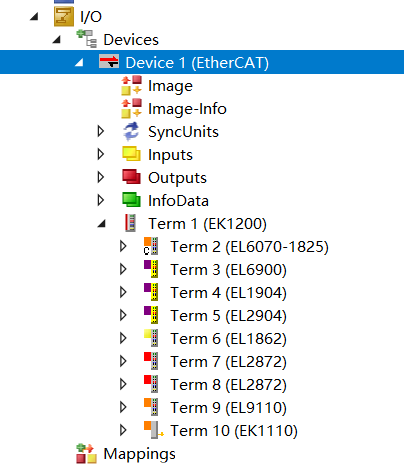 I/O
Devices
Device 1 (EtherCAT)
Image
Image-Info
SyncUnits
Inputs
Outputs
InfoData
Term 1 (EK1200)
Term 2 (EL6070-1825)
Term 3 (EL6900)
Term 4 (EL1904)
Term 5 (EL2904)
Term 6 (EL1862)
Term 7 (EL2872)
Term 8 (EL2872)
Term 9 (EL9110)
Term 10 (EK1110)
Mappings